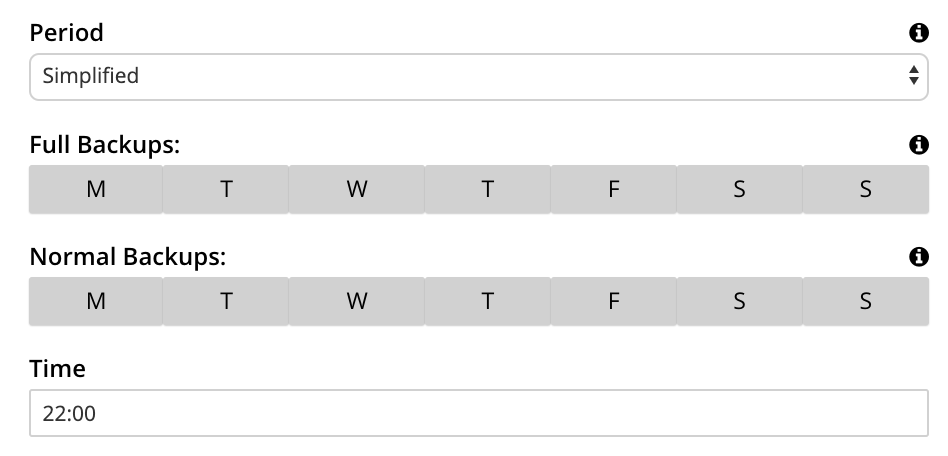 Period
Simplified
Full Backups:
M T W T F S S
Normal Backups:
M T W T F S S
Time
22:00